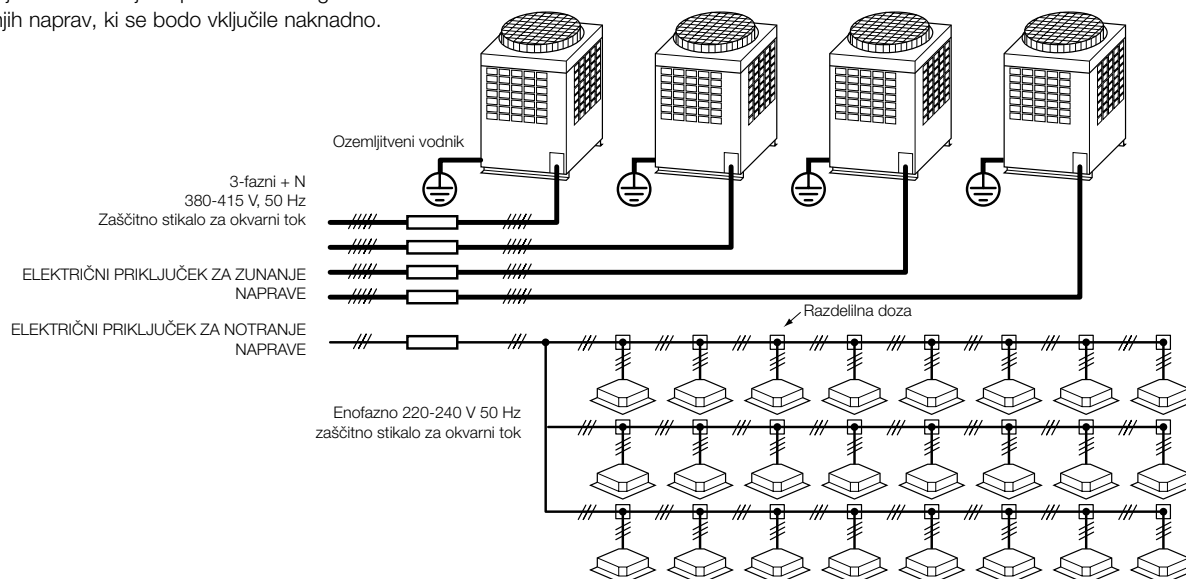 njih naprav, ki se bodo vključile naknadno.
Ozemljitveni vodnik
3-fazni + N
380-415 V, 50 Hz
Zaščitno stikalo za okvarni tok
ELEKTRIČNI PRIKLJUČEK ZA ZUNANJE
NAPRAVE
ELEKTRIČNI PRIKLJUČEK ZA NOTRANJE
NAPRAVE
Razdelilna doza
Enofazno 220-240 V 50 Hz
zaščitno stikalo za okvarni tok